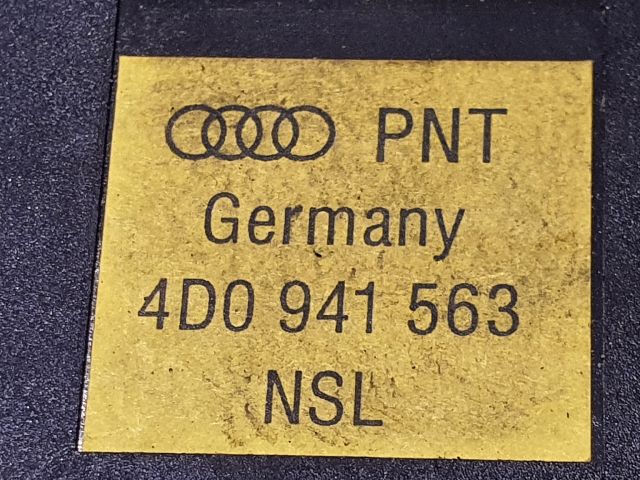 PNT
Germany
4D0 941 563
NSL